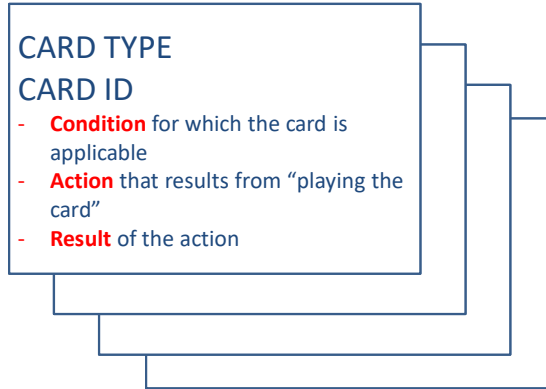 CARD TYPE
CARD ID
- Condition for which the card is
applicable
- Action that results from “playing the
card”
- Result of the action